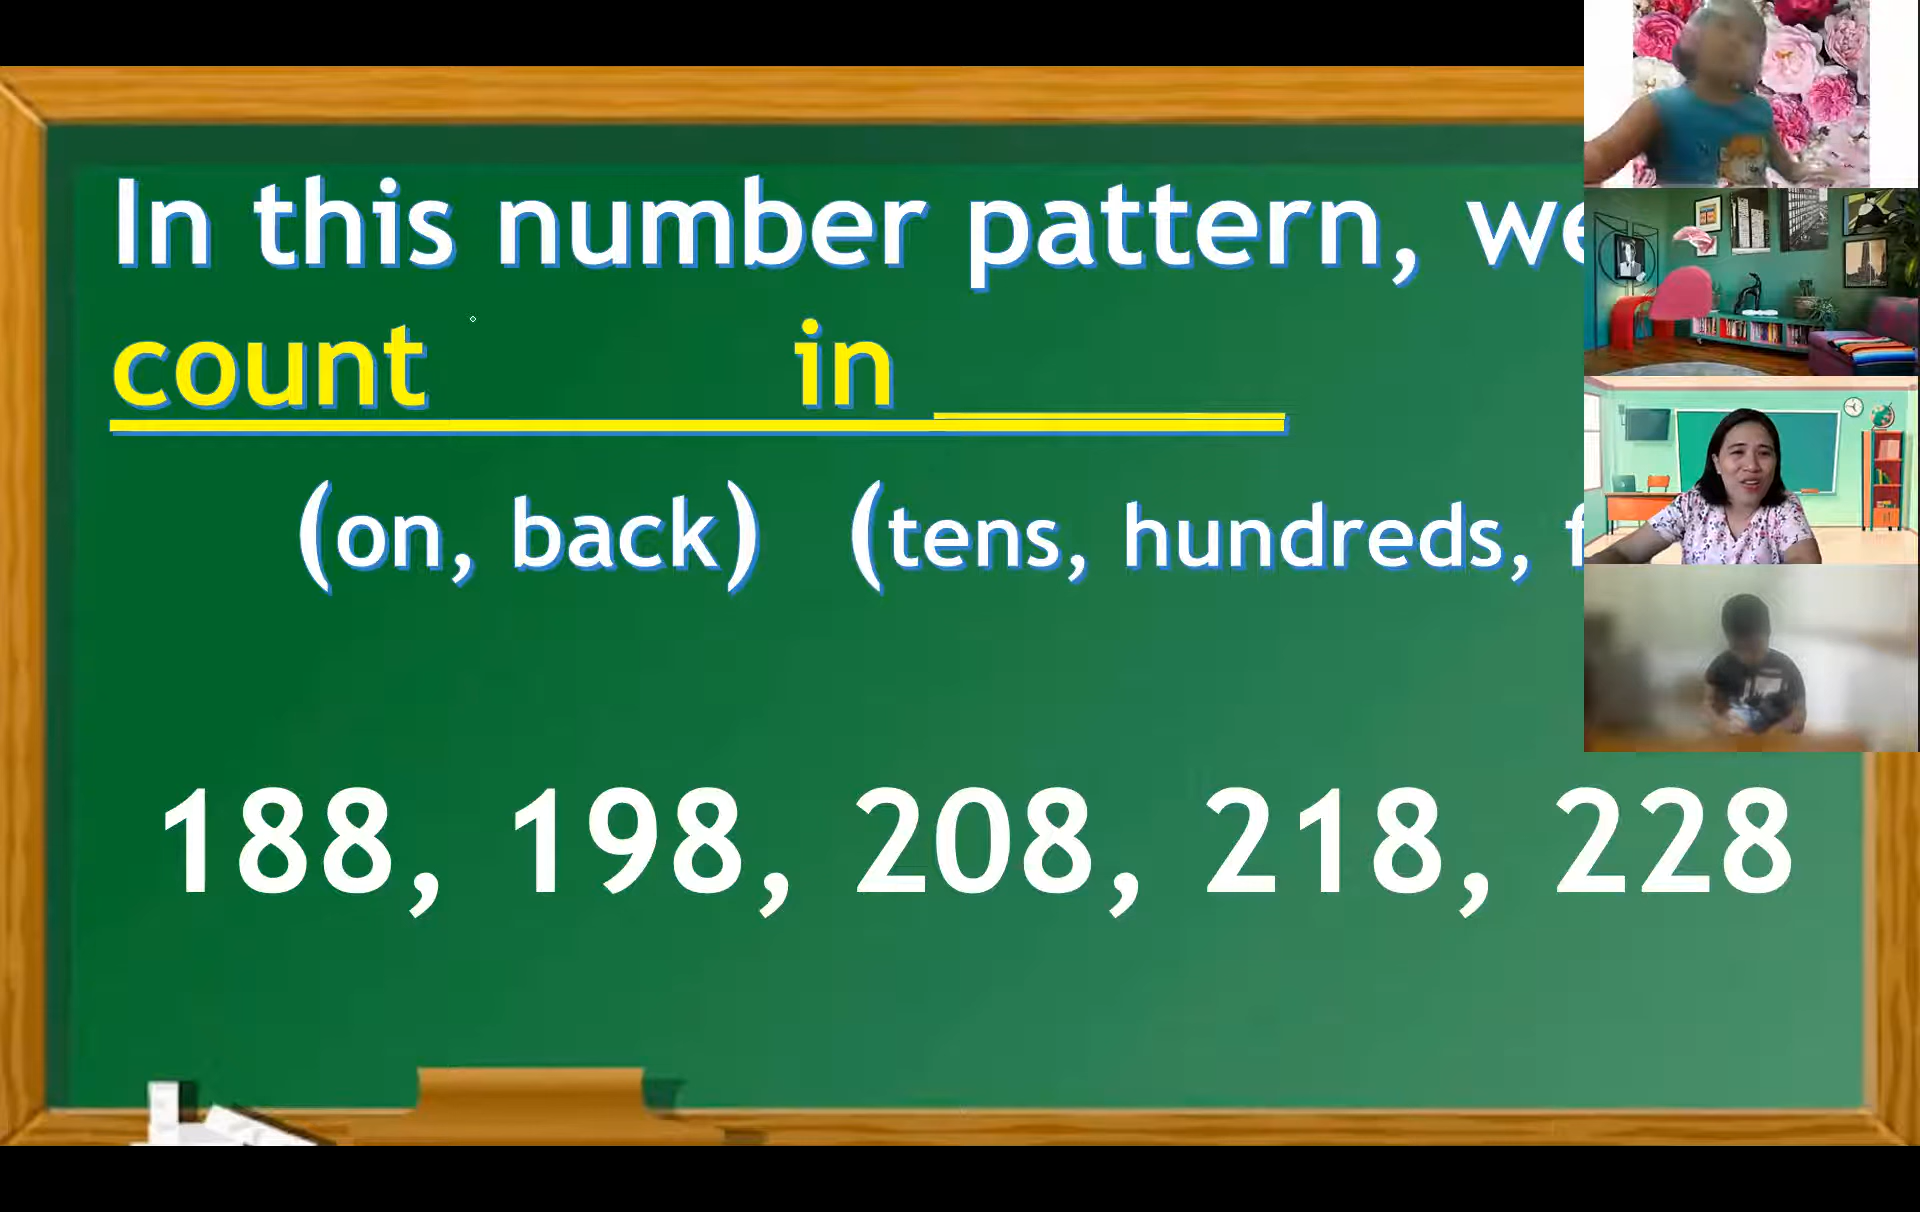 In this number pattern, we
count in
(on, back) (tens, hundreds, f
188, 198, 208, 218, 228